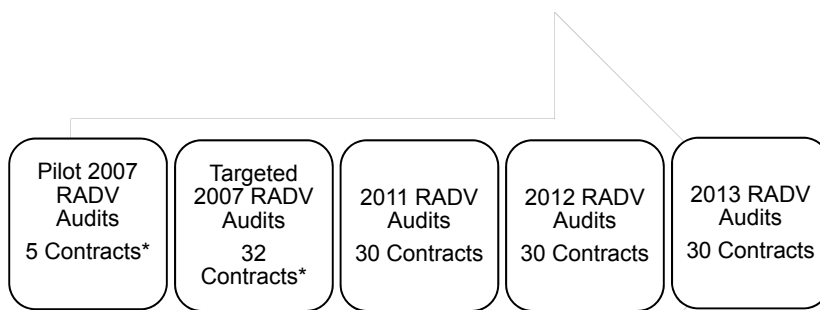 Pilot 2007
RADV
Audits
5 Contracts*
Targeted
2007 RADV
Audits
32
Contracts*
2011 RADV
Audits
30 Contracts
2012 RADV
Audits
30 Contracts
2013 RADV
Audits
30 Contracts